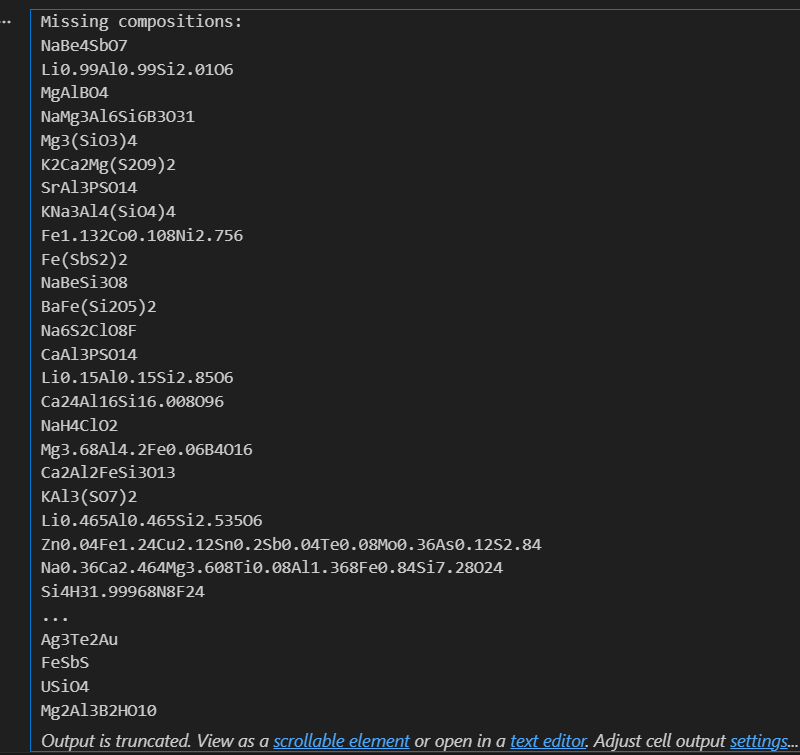 ...
Missing compositions:
NaBe4SbO7
Li0.99Al0.99Si2.01O6
MgAlBO4
NaMg3Al6Si6B3O31
Mg3(SiO3)4
K2Ca2Mg(S2O9)2
SrAl3PSO14
KNa3Al4(SiO4)4
Fe1.132Co0.108Ni2.756
Fe(SbS2)2
NaBeSi3O8
BaFe(Si2O5)2
Na6S2ClO8F
CaAl3PSO14
Li0.15Al0.15Si2.85O6
Ca24Al16Si16.008O96
NaH4ClO2
Mg3.68Al4.2Fe0.06B4O16
Ca2Al2FeSi3O13
KAl3(SO7)2
Li0.465Al0.465Si2.535O6
Zn0.04Fe1.24Cu2.12Sn0.2Sb0.04Te0.08Mo0.36As0.12S2.84
Na0.36Ca2.464Mg3.608Ti0.08Al1.368Fe0.84Si7.28O24
Si4H31.99968N8F24
...
Ag3Te2Au
FeSbS
USiO4
Mg2Al3B2HO10
Output is truncated. View as a scrollable element or open in a text editor. Adjust cell output settings...